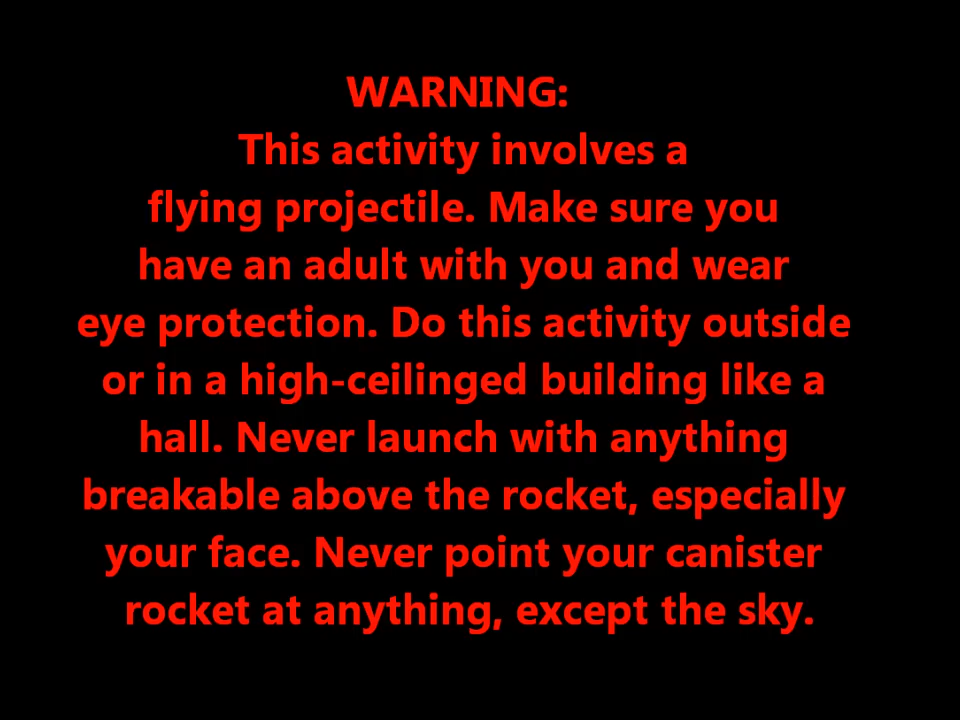 WARNING:
This activity involves a
flying projectile. Make sure you
have an adult with you and wear
eye protection. Do this activity outside
or in a high-ceilinged building like a
hall. Never launch with anything
breakable above the rocket, especially
your face. Never point your canister
rocket at anything, except the sky.